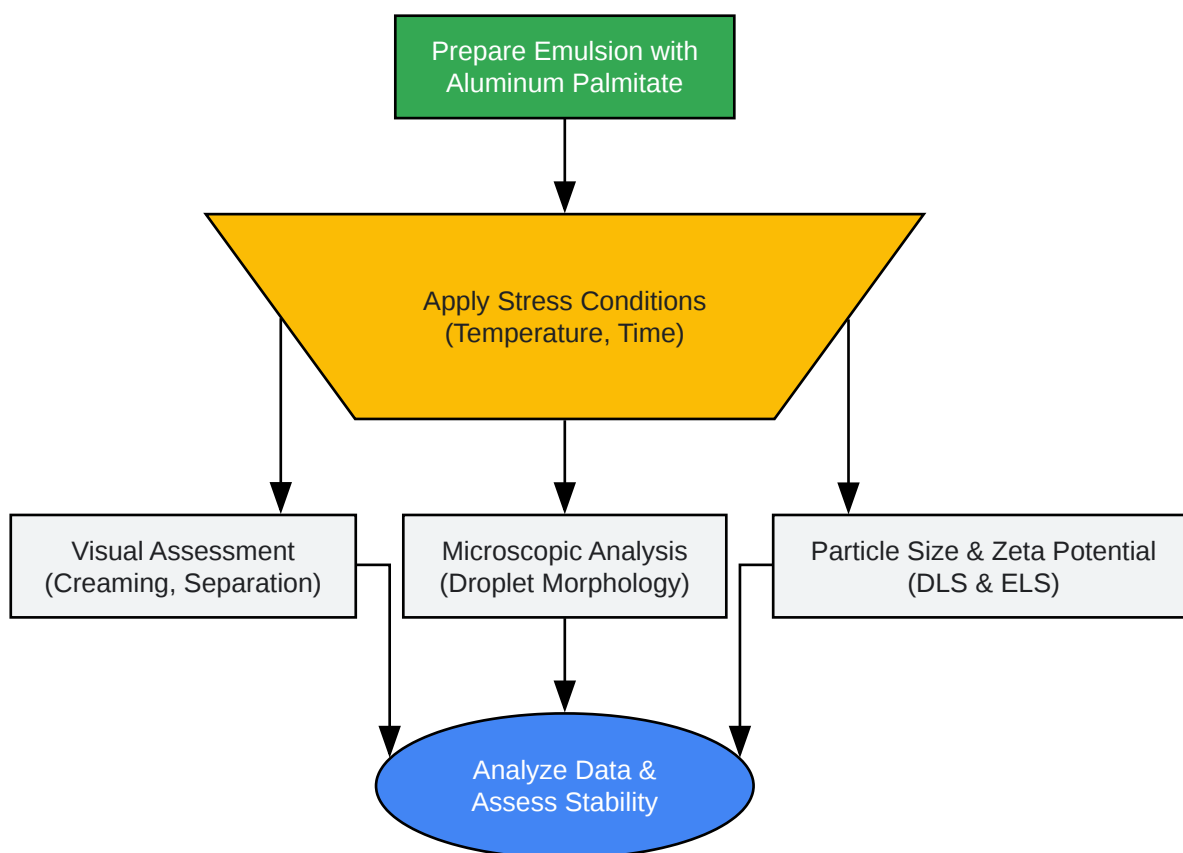 Prepare Emulsion with
Aluminum Palmitate
Apply Stress Conditions
(Temperature, Time)
Visual Assessment
(Creaming, Separation)
Microscopic Analysis
(Droplet Morphology)
Particle Size & Zeta Potential
(DLS & ELS)
Analyze Data &
Assess Stability